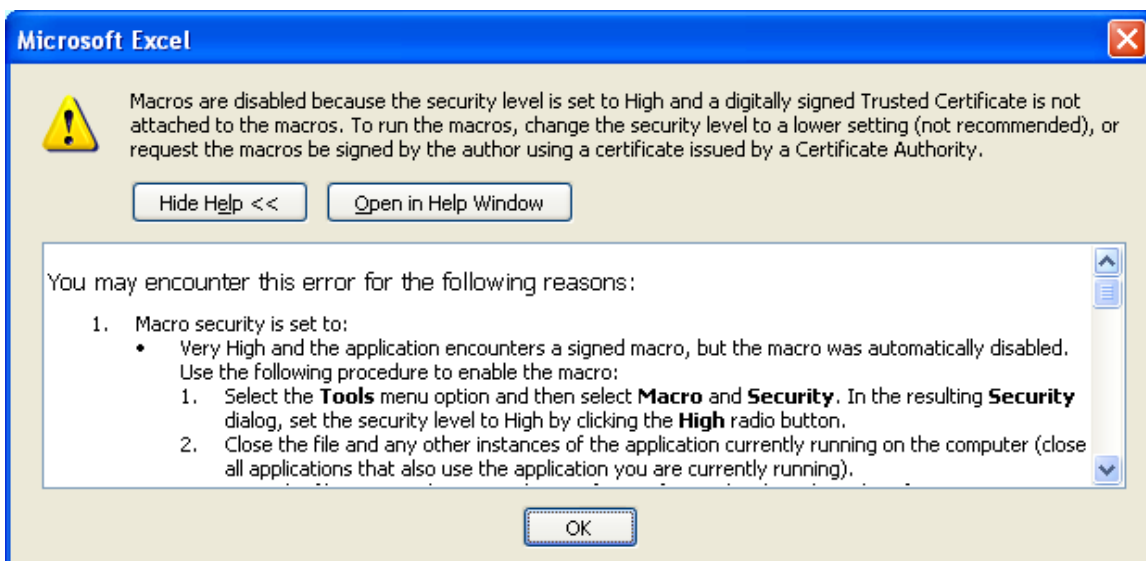 Microsoft Excel
Macros are disabled because the security level is set to High and a digitally signed Trusted Certificate is not
attached to the macros. To run the macros, change the security level to a lower setting (not recommended), or
request the macros be signed by the author using a certificate issued by a Certificate Authority.
Hide Help <<
Open in Help Window
You may encounter this error for the following reasons:
1. Macro security is set to:
• Very High and the application encounters a signed macro, but the macro was automatically disabled.
Use the following procedure to enable the macro:
1. Select the Tools menu option and then select Macro and Security. In the resulting Security
dialog, set the security level to High by clicking the High radio button.
2. Close the file and any other instances of the application currently running on the computer (close
all applications that also use the application you are currently running).
OK